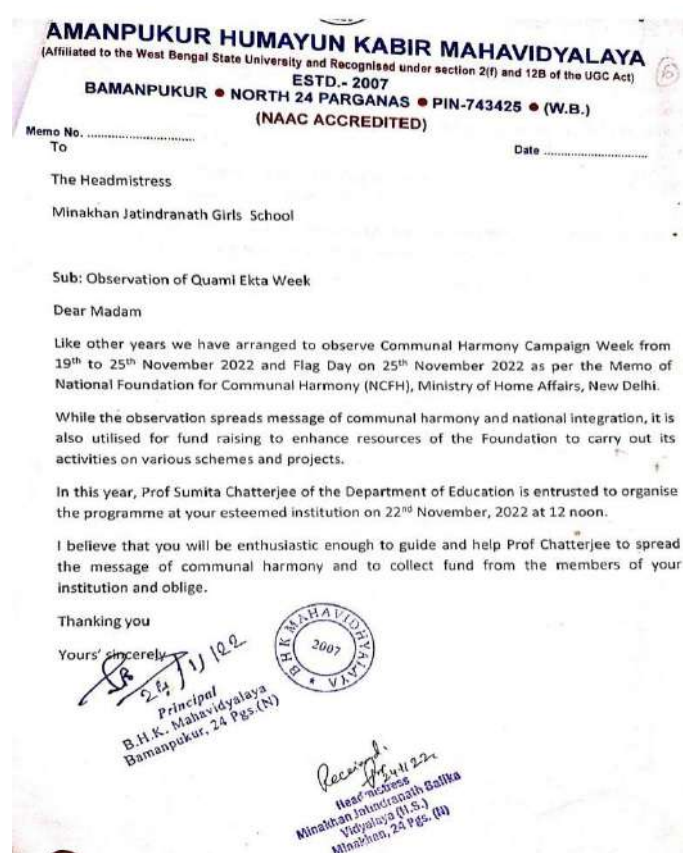 AMANPUKUR HUMAYUN KABIR MAHAVIDYALAYA
(Affiliated to the West Bengal State University and Recognised under section 2(f) and 12B of the UGC Act)
ESTD.- 2007
BAMANPUKUR ● NORTH 24 PARGANAS ● PIN-743425 ● (W.B.)
(NAAC ACCREDITED)
Memo No. ..............................
Date ..............................
To
The Headmistress
Minakhan Jatindranath Girls School
Sub: Observation of Quami Ekta Week
Dear Madam
Like other years we have arranged to observe Communal Harmony Campaign Week from
19th to 25th November 2022 and Flag Day on 25th November 2022 as per the Memo of
National Foundation for Communal Harmony (NCFH), Ministry of Home Affairs, New Delhi.
While the observation spreads message of communal harmony and national integration, it is
also utilised for fund raising to enhance resources of the Foundation to carry out its
activities on various schemes and projects.
In this year, Prof Sumita Chatterjee of the Department of Education is entrusted to organise
the programme at your esteemed institution on 22nd November, 2022 at 12 noon.
I believe that you will be enthusiastic enough to guide and help Prof Chatterjee to spread
the message of communal harmony and to collect fund from the members of your
institution and oblige.
Thanking you
Yours' sincerely
Principal
B.H.K. Mahavidyalaya
Bamanpukur, 24 Pgs.(N)
BHK MAHAVIDHYALAYA
2007
Received.
Headmistress
Minakhan Jatindranath Balika
Vidyalaya (H.S.)
Minakhan, 24 Pgs. (N)